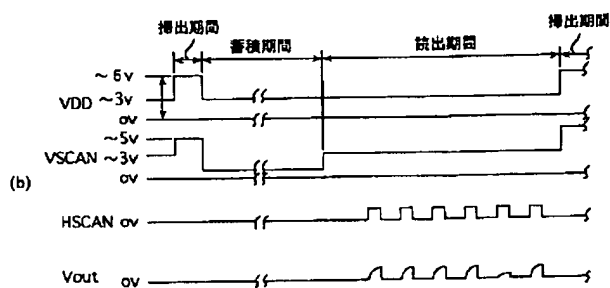 掃出期間
掃出期間
蓄積期間
読出期間
~6v
VDD ~3v
ov
~5v
VSCAN ~3v
(b)
ov
HSCAN ov
Vout ov